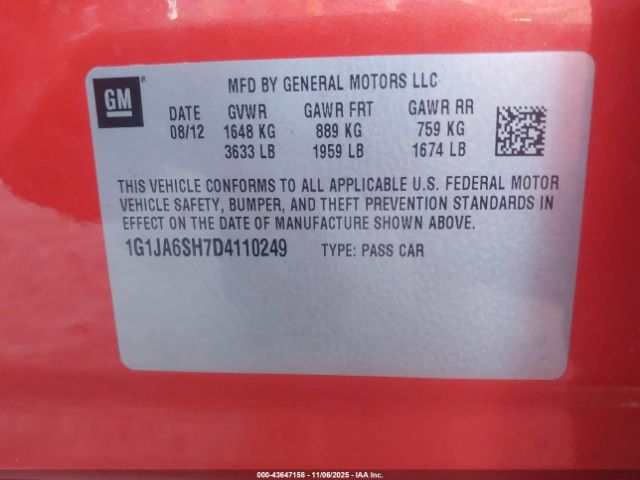 GM
MFD BY GENERAL MOTORS LLC
DATE GVWR GAWR FRT GAWR RR
08/12 1648 KG 889 KG 759 KG
3633 LB 1959 LB 1674 LB
THIS VEHICLE CONFORMS TO ALL APPLICABLE U.S. FEDERAL MOTOR
VEHICLE SAFETY, BUMPER, AND THEFT PREVENTION STANDARDS IN
EFFECT ON THE DATE OF MANUFACTURE SHOWN ABOVE.
1G1JA6SH7D4110249 TYPE: PASS CAR
000-43647158 - 11/06/2025 - IAA Inc.